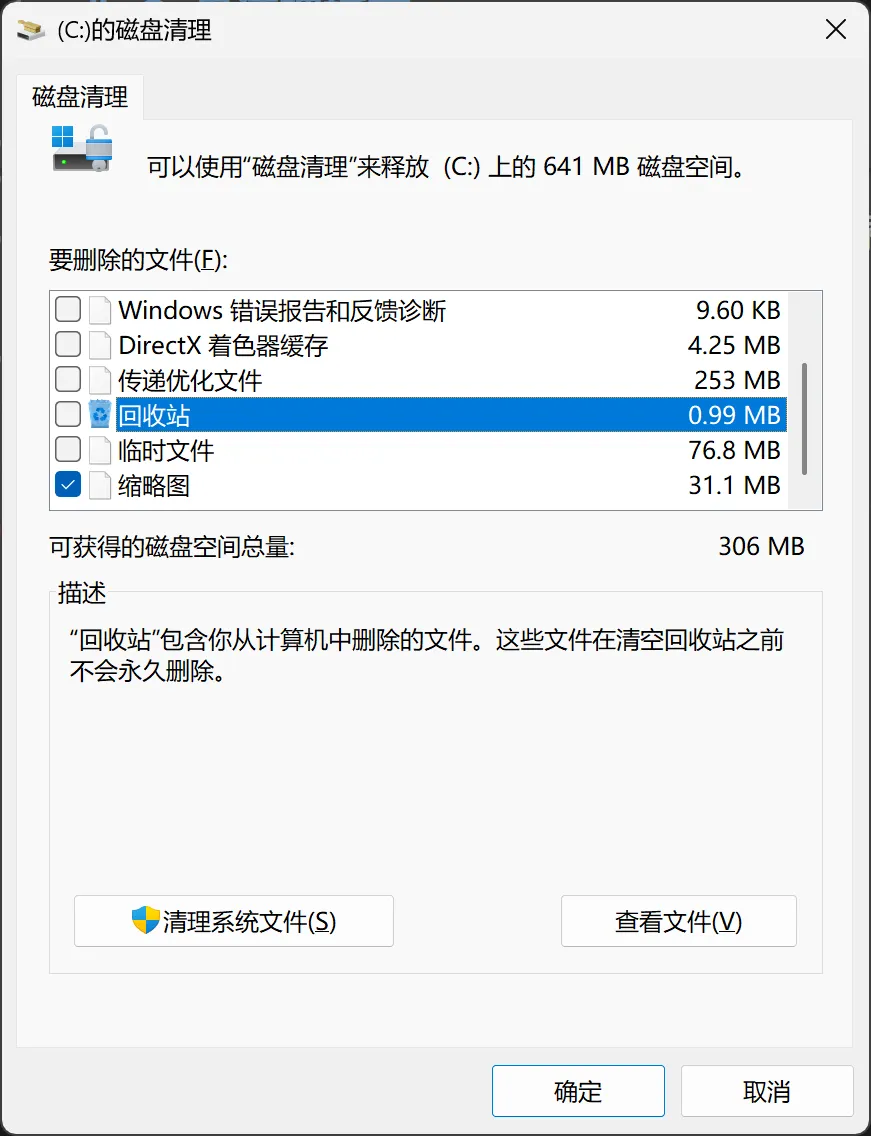 (C:)的磁盘清理
磁盘清理
可以使用“磁盘清理”来释放  (C:) 上的 641 MB 磁盘空间。
要删除的文件(F):
Windows 错误报告和反馈诊断 9.60 KB
DirectX 着色器缓存 4.25 MB
传递优化文件 253 MB
回收站 0.99 MB
临时文件 76.8 MB
缩略图 31.1 MB
可获得的磁盘空间总量: 306 MB
描述
“回收站”包含你从计算机中删除的文件。这些文件在清空回收站之前
不会永久删除。
清理系统文件(S) 查看文件(V)
确定 取消